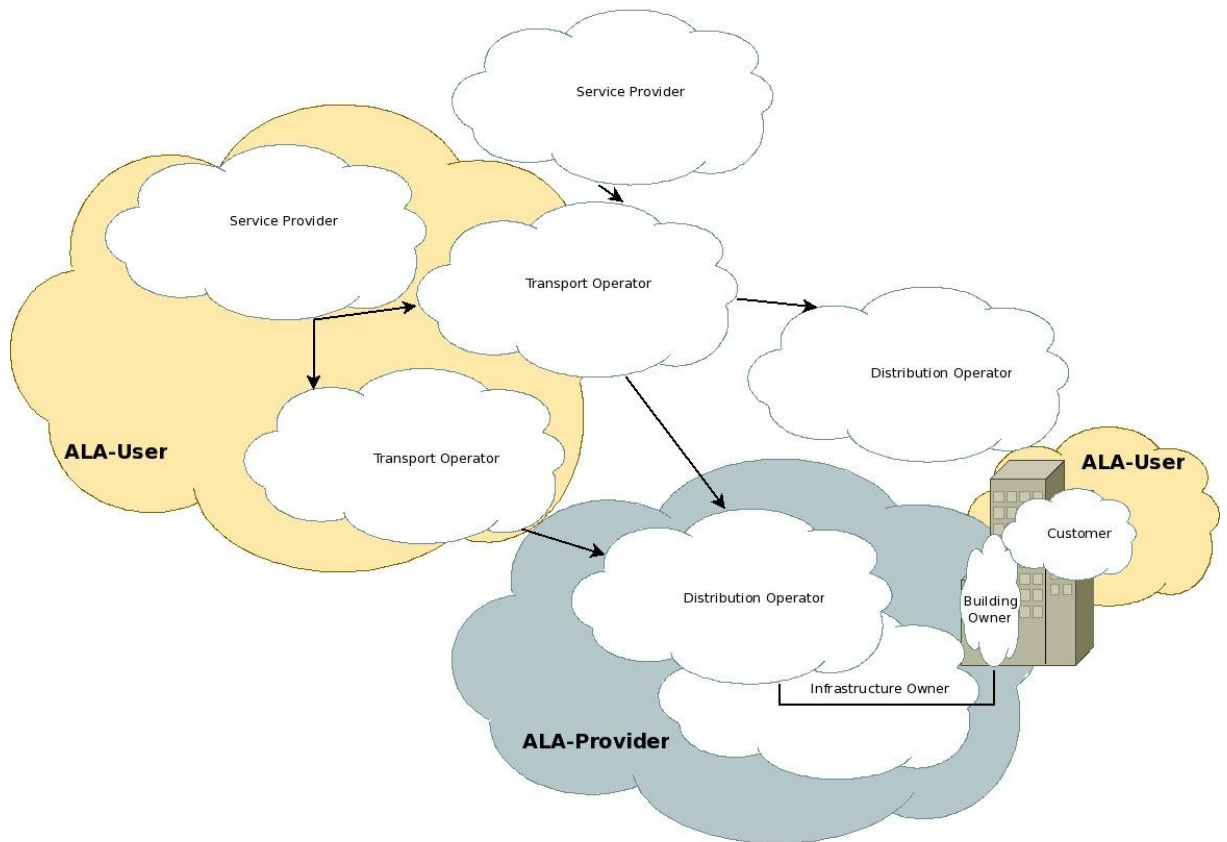 Service Provider
Service Provider
Transport Operator
Distribution Operator
ALA-User
Transport Operator
ALA-User
Customer
Distribution Operator
Building
Owner
Infrastructure Owner
ALA-Provider